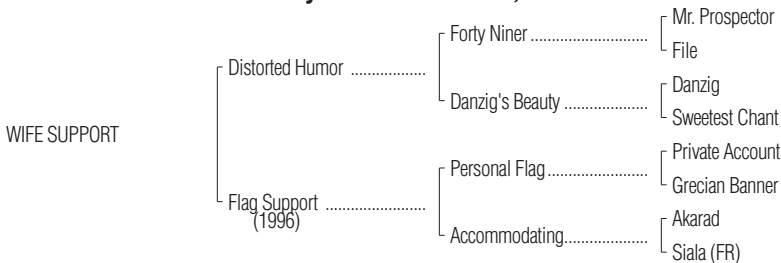 Mr. Prospector
Forty Niner
File
Distorted Humor
Danzig
Danzig's Beauty
Sweetest Chant
WIFE SUPPORT
Private Account
Personal Flag
Grecian Banner
Flag Support
(1996)
Akarad
Accommodating
Siala (FR)